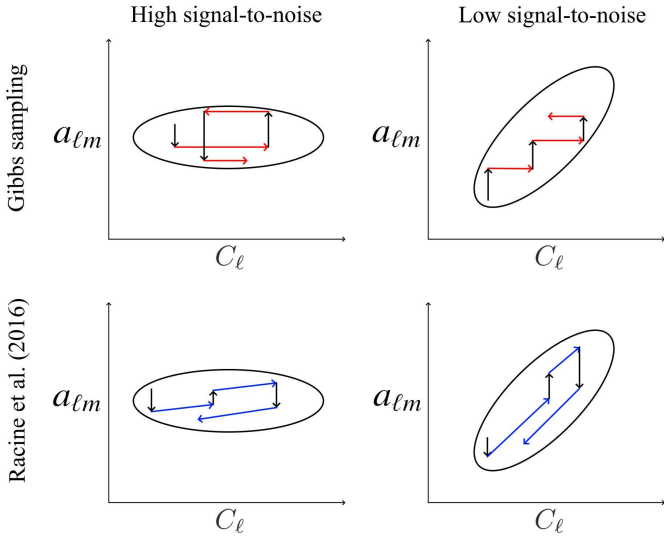 High signal-to-noise
Low signal-to-noise
Gibbs sampling
aℓm
Cℓ
aℓm
Cℓ
Racine et al. (2016)
aℓm
Cℓ
aℓm
Cℓ